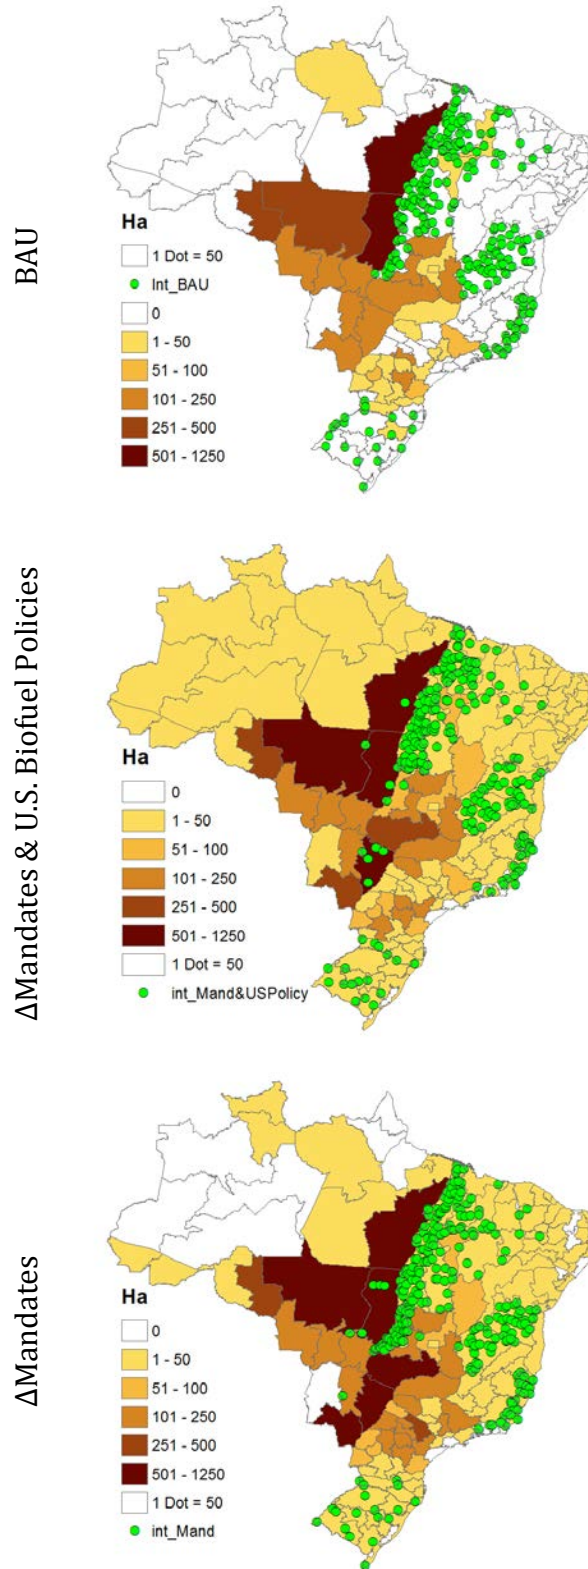 BAU
Ha
1 Dot = 50
Int_BAU
0
1 - 50
51 - 100
101 - 250
251 - 500
501 - 1250
ΔMandates & U.S. Biofuel Policies
Ha
0
1 - 50
51 - 100
101 - 250
251 - 500
501 - 1250
1 Dot = 50
int_Mand&USPolicy
ΔMandates
Ha
0
1 - 50
51 - 100
101 - 250
251 - 500
501 - 1250
1 Dot = 50
int_Mand